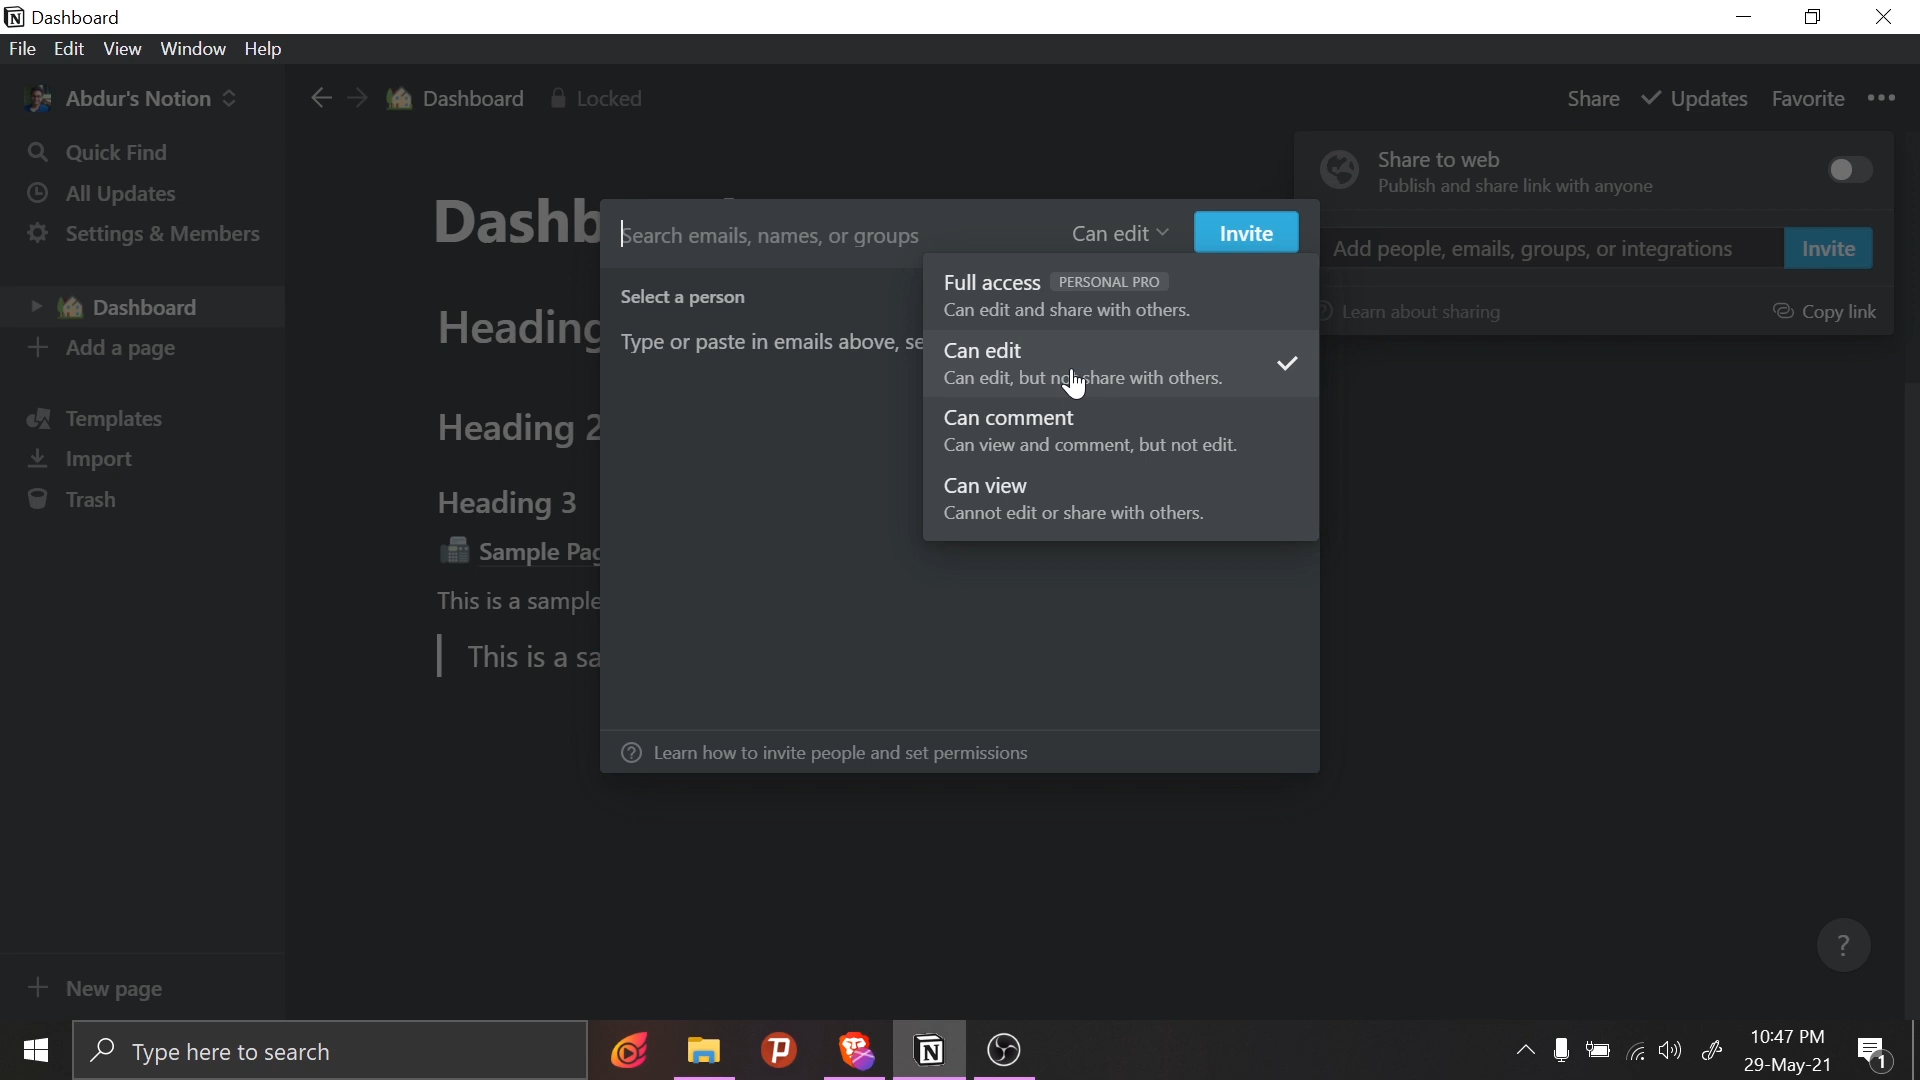 Dashboard
File Edit View Window Help
Abdur's Notion
Dashboard Locked
Share Updates Favorite
Quick Find
All Updates
Settings & Members
Dashboard
Add a page
Templates
Import
Trash
New page
Share to web
Publish and share link with anyone
Add people, emails, groups, or integrations Invite
Learn about sharing Copy link
Dashb
Heading
Heading 2
Heading 3
Sample Pag
This is a sample
This is a sa
Search emails, names, or groups Can edit Invite
Select a person
Type or paste in emails above, se
Full access PERSONAL PRO
Can edit and share with others.
Can edit
Can edit, but not share with others.
Can comment
Can view and comment, but not edit.
Can view
Cannot edit or share with others.
Learn how to invite people and set permissions
?
Type here to search
10:47 PM
29-May-21
1